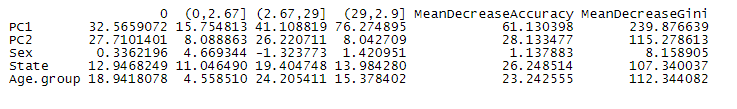 0 (0,2.67] (2.67,29] (29,2.9] MeanDecreaseAccuracy MeanDecreaseGini
PC1 32.5659072 15.754813 41.108819 76.274895 61.130398 239.876639
PC2 27.7101401 8.088863 26.220711 8.042709 28.133477 115.278613
Sex 0.3362196 4.669344 -1.323773 1.420951 1.137883 8.158905
State 12.9468249 11.046490 19.404748 13.984280 26.248514 107.340037
Age.group 18.9418078 4.558510 24.205411 15.378402 23.242555 112.344082